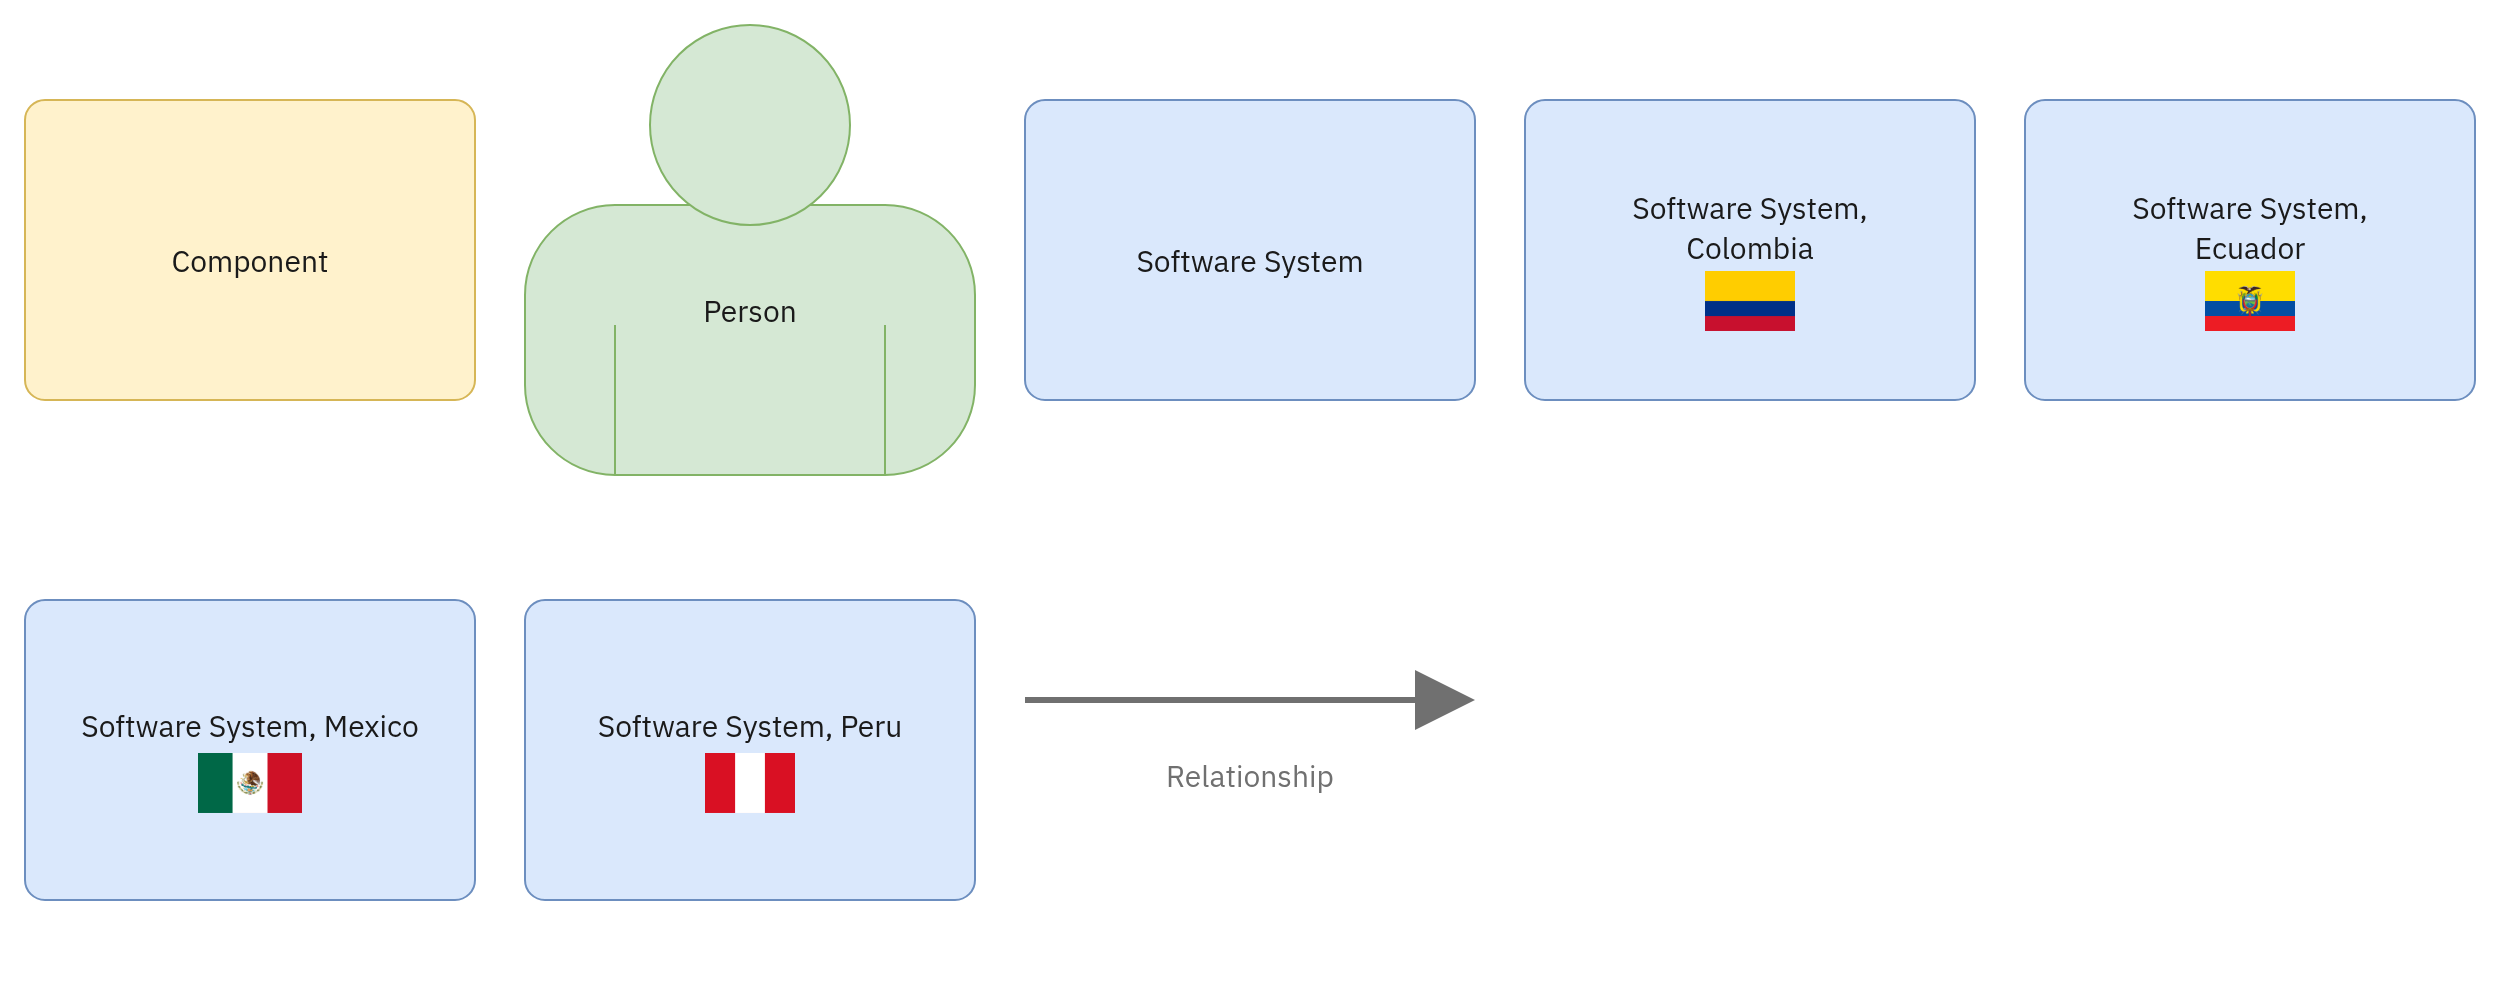 Component
Person
Software System
Software System,
Colombia
Software System,
Ecuador
Software System, Mexico
Software System, Peru
Relationship